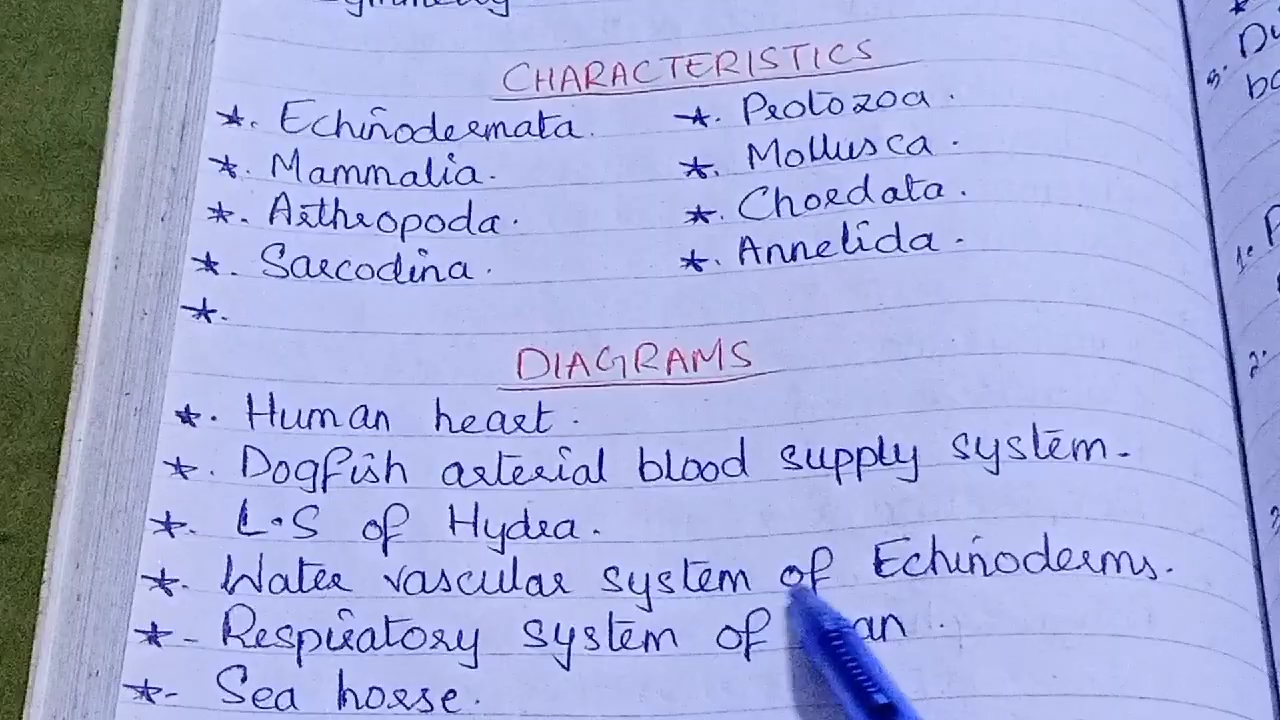 CHARACTERISTICS
★. Echinodermata.
★. Protozoa.
★. Mammalia.
★. Mollusca.
★. Arthropoda.
★. Chordata.
★. Sarcodina.
★. Annelida.
★.
DIAGRAMS
★. Human heart.
★. Dogfish arterial blood supply system.
★. L.S of Hydra.
★. Water vascular system of Echinoderms.
★- Respiratory system of
★- Sea horse.